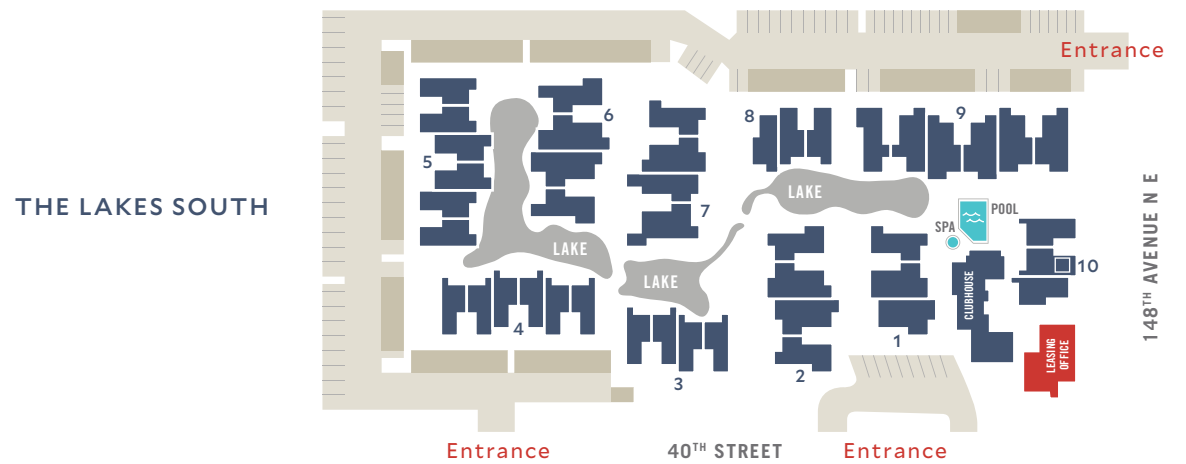 Entrance
6
8
9
5
THE LAKES SOUTH
LAKE
7
POOL
SPA
148TH AVENUE N E
LAKE
10
LAKE
CLUBHOUSE
4
1
LEASING
OFFICE
3
2
Entrance
40TH STREET
Entrance